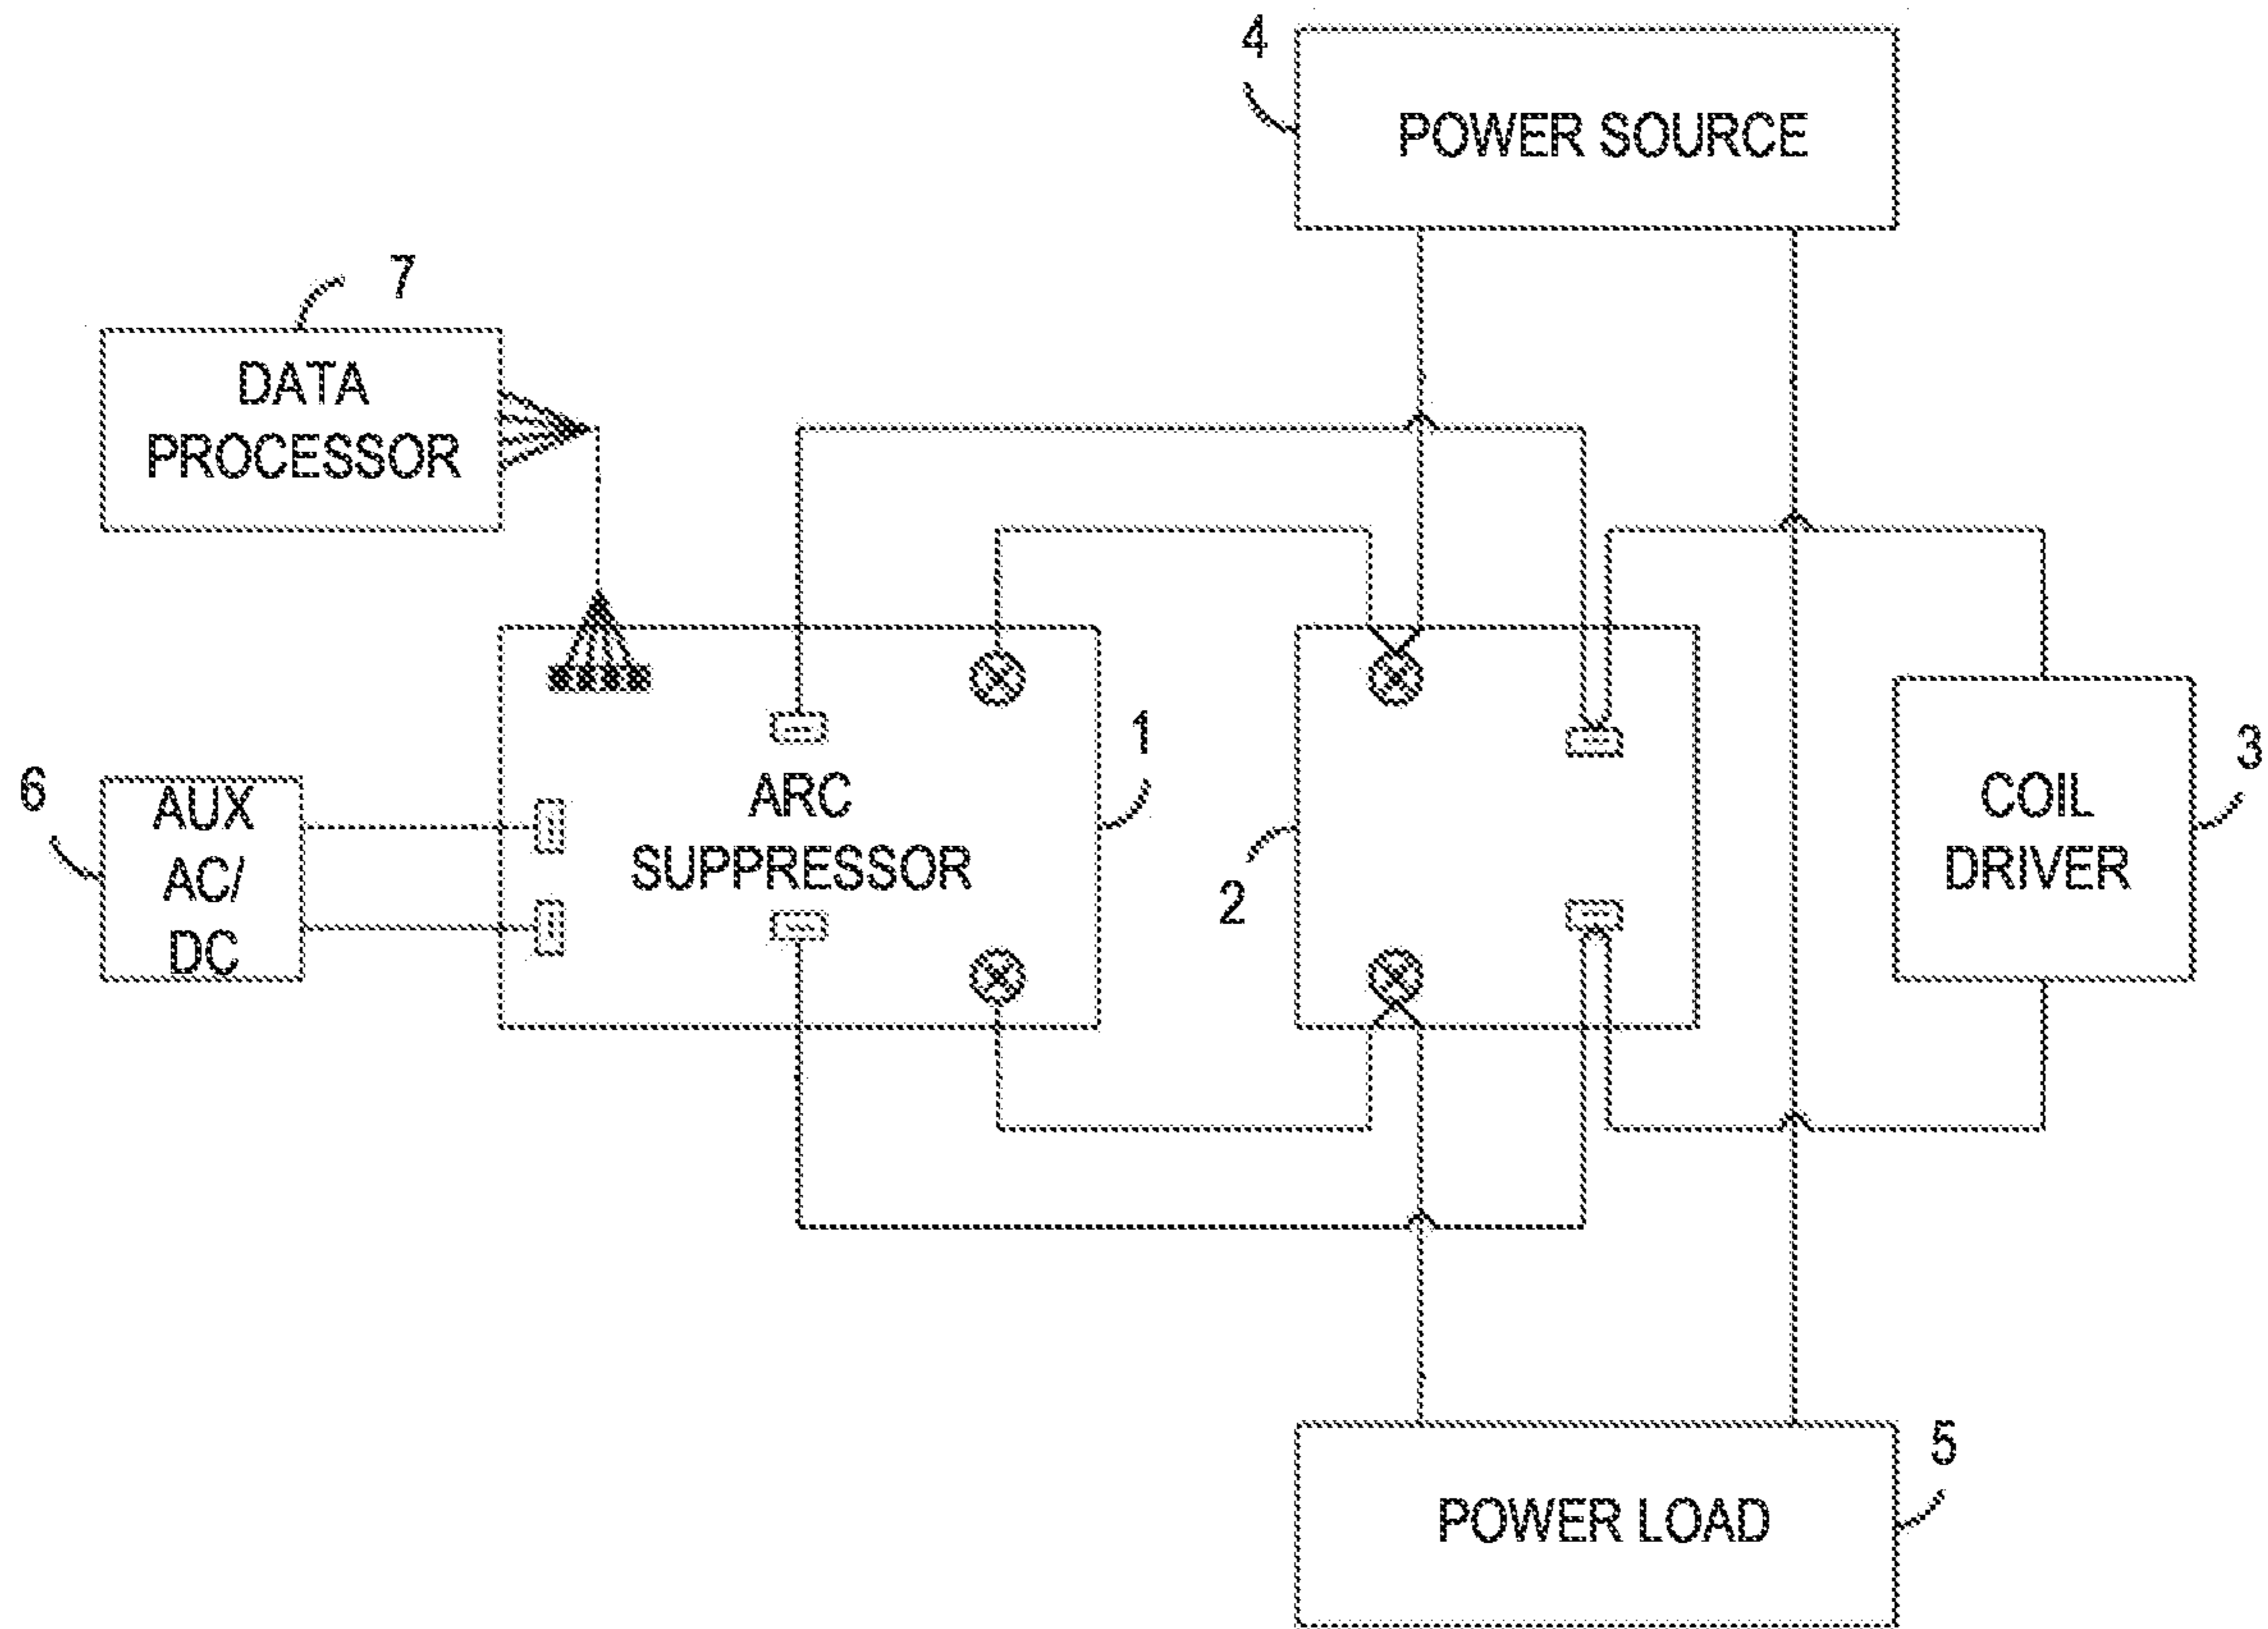 4
POWER SOURCE
7
DATA
PROCESSOR
1
ARC
SUPPRESSOR
6
AUX
AC/
DC
2
COIL
DRIVER
3
5
POWER LOAD